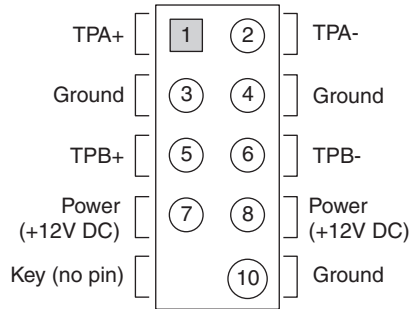 TPA+ 1 2 TPA-
Ground 3 4 Ground
TPB+ 5 6 TPB-
Power 7 8 Power
(+12V DC) (+12V DC)
Key (no pin) 10 Ground